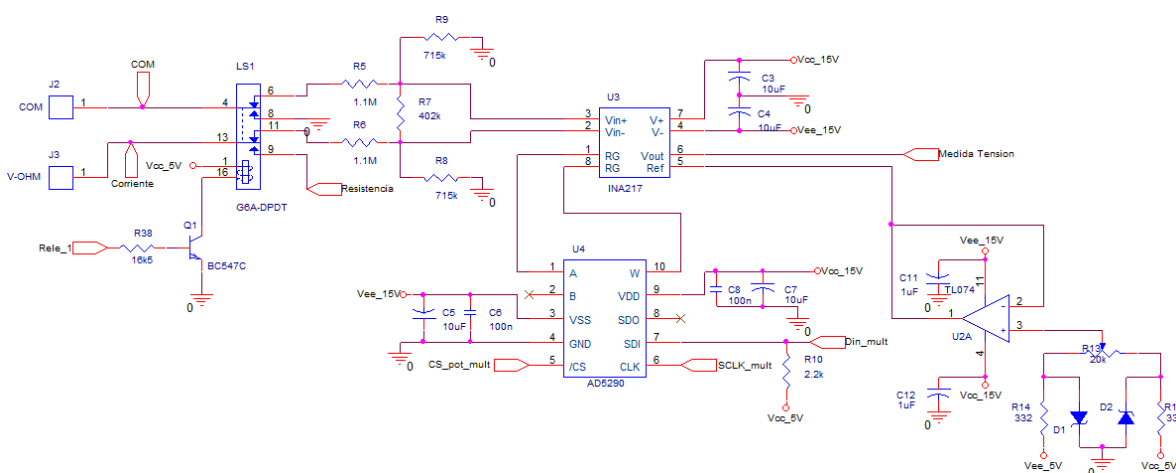 R9
715k
0
COM
LS1
J2
COM
1
4
6
8
0
11
13
9
1
16
G6A-DPDT
R5
1.1M
R7
402k
R6
1.1M
R8
715k
0
J3
V-OHM
1
Corriente
Vcc_5V
Resistencia
Rele_1
R38
16k5
Q1
BC547C
0
U3
3
Vin+
2
Vin-
1
RG
8
RG
V+
7
V-
4
Vout
6
Ref
5
INA217
C3
10uF
C4
10uF
Vcc_15V
0
Vee_15V
Medida Tension
U4
1
A
2
B
3
VSS
4
GND
5
/CS
W
10
VDD
9
SDO
8
SDI
7
CLK
6
AD5290
Vee_15V
C5
10uF
C6
100n
0
CS_pot_mult
C8
100n
C7
10uF
Vcc_15V
0
Din_mult
SCLK_mult
R10
2.2k
Vcc_5V
Vee_15V
C11
1uF
0
TL074
11
1
2
3
4
U2A
Vcc_15V
C12
1uF
0
R13
20k
R14
332
D1
D2
Vee_5V
0
Vcc_5V